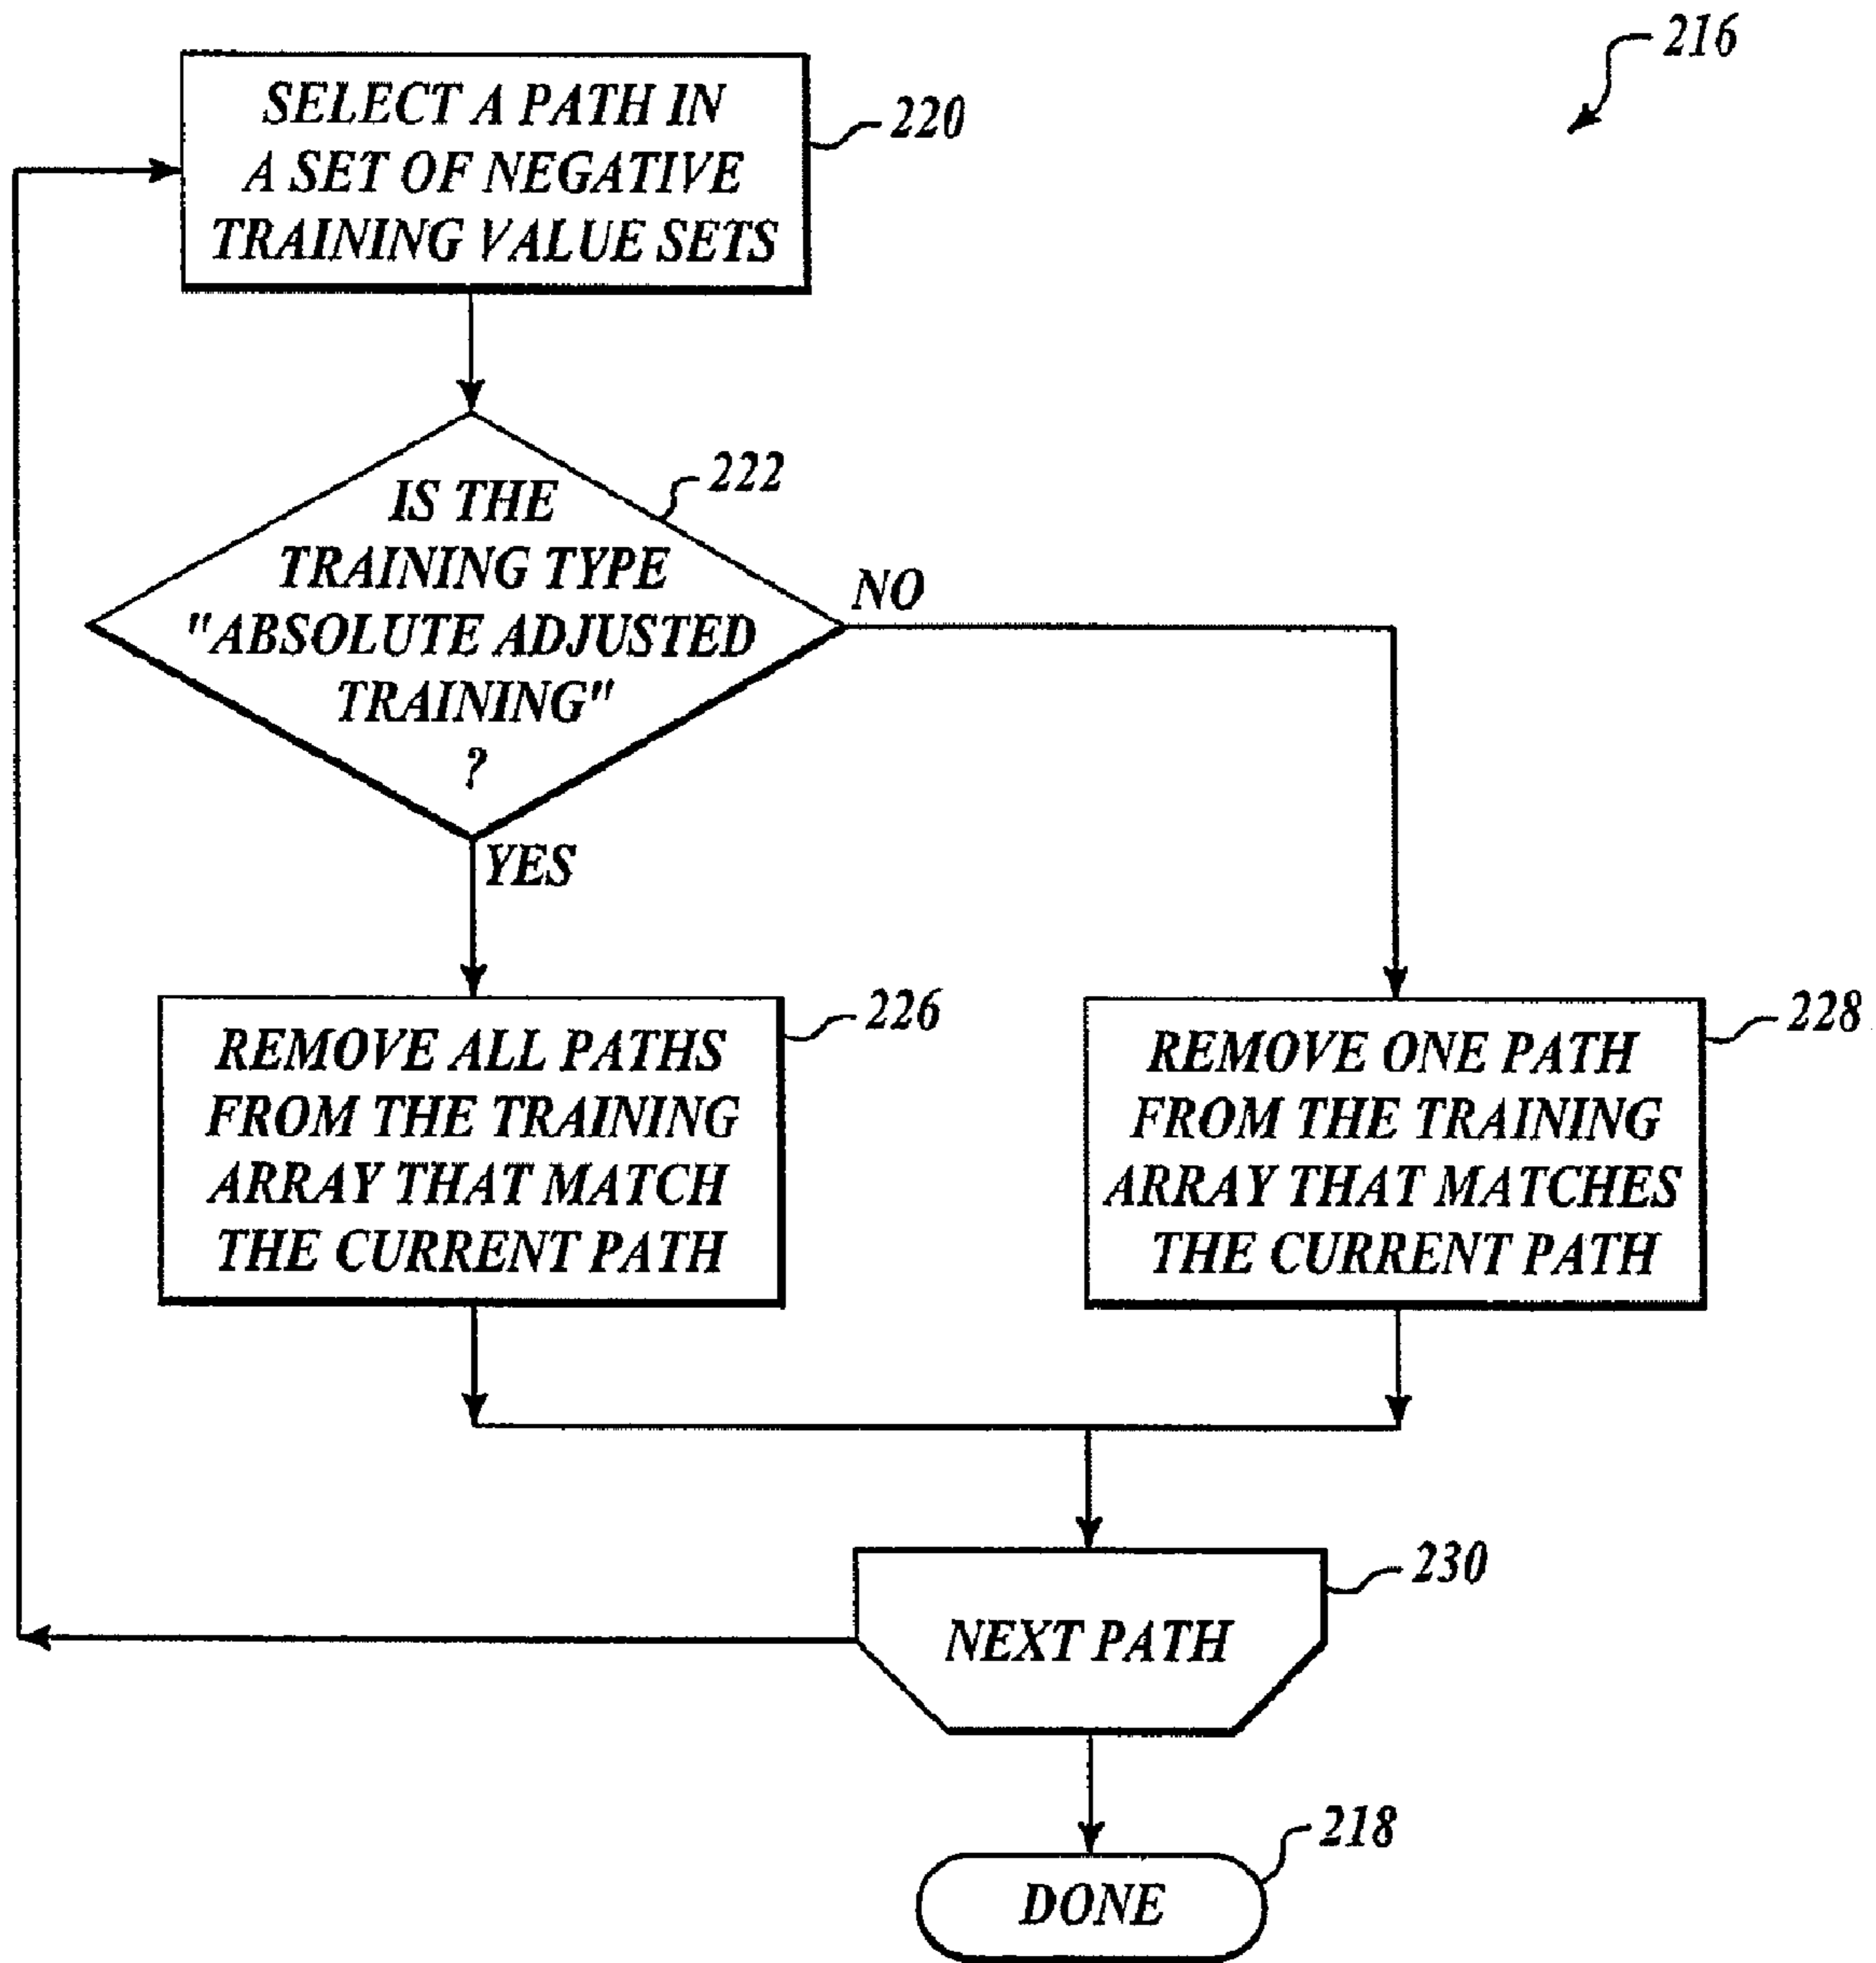 216
SELECT A PATH IN
A SET OF NEGATIVE
TRAINING VALUE SETS
220
IS THE
TRAINING TYPE
"ABSOLUTE ADJUSTED
TRAINING"
?
222
NO
YES
REMOVE ALL PATHS
FROM THE TRAINING
ARRAY THAT MATCH
THE CURRENT PATH
226
REMOVE ONE PATH
FROM THE TRAINING
ARRAY THAT MATCHES
THE CURRENT PATH
228
NEXT PATH
230
DONE
218